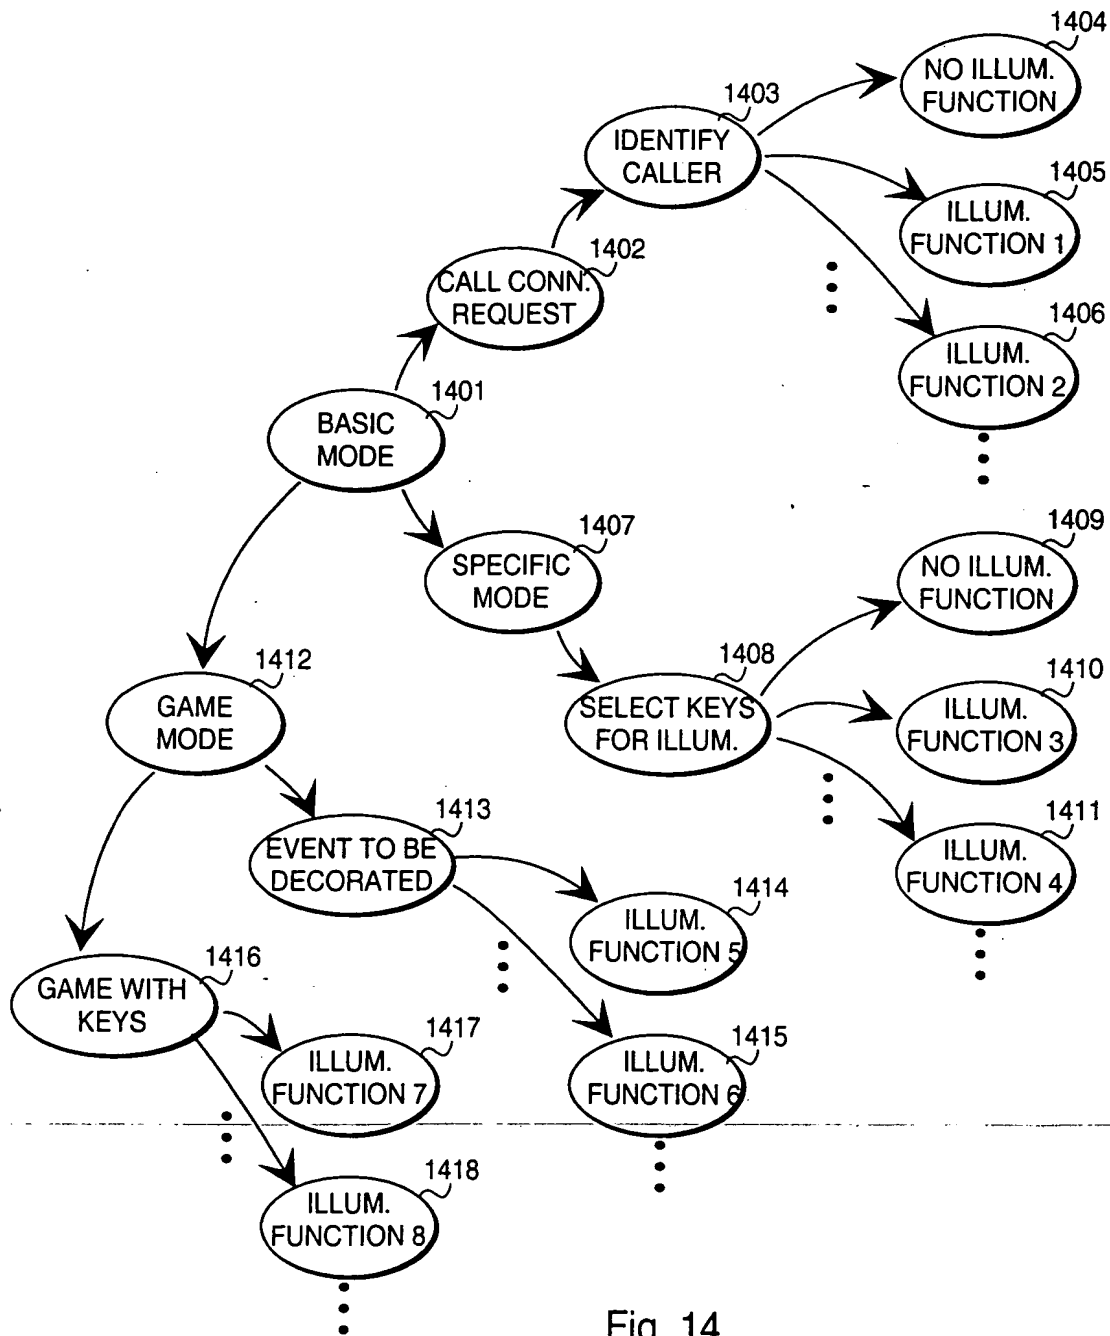 1404
NO ILLUM.
FUNCTION
1403
IDENTIFY
CALLER
1405
ILLUM.
FUNCTION 1
1402
CALL CONN.
REQUEST
1406
ILLUM.
FUNCTION 2
1401
BASIC
MODE
1407
SPECIFIC
MODE
1409
NO ILLUM.
FUNCTION
1408
SELECT KEYS
FOR ILLUM.
1410
ILLUM.
FUNCTION 3
1411
ILLUM.
FUNCTION 4
1412
GAME
MODE
1413
EVENT TO BE
DECORATED
1414
ILLUM.
FUNCTION 5
1415
ILLUM.
FUNCTION 6
1416
GAME WITH
KEYS
1417
ILLUM.
FUNCTION 7
1418
ILLUM.
FUNCTION 8
Fig. 14